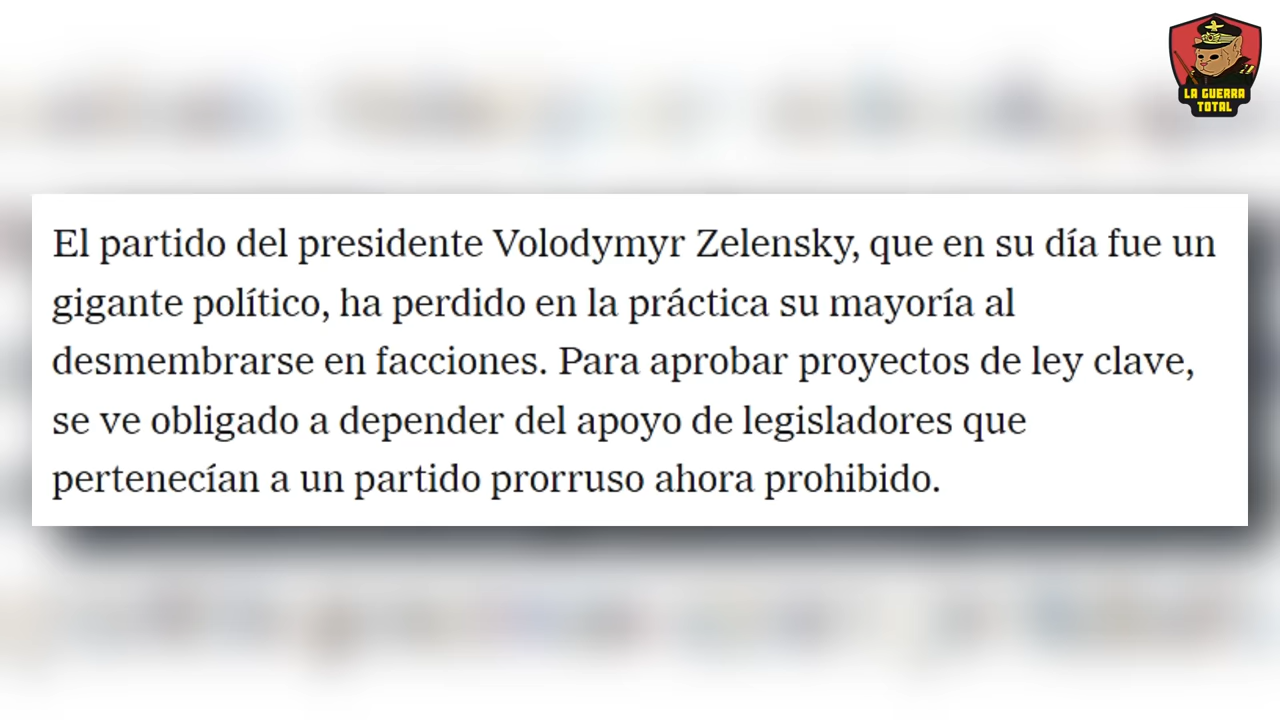 LA GUERRA
TOTAL
El partido del presidente Volodymyr Zelensky, que en su día fue un
gigante político, ha perdido en la práctica su mayoría al
desmembrarse en facciones. Para aprobar proyectos de ley clave,
se ve obligado a depender del apoyo de legisladores que
pertenecían a un partido prorruso ahora prohibido.